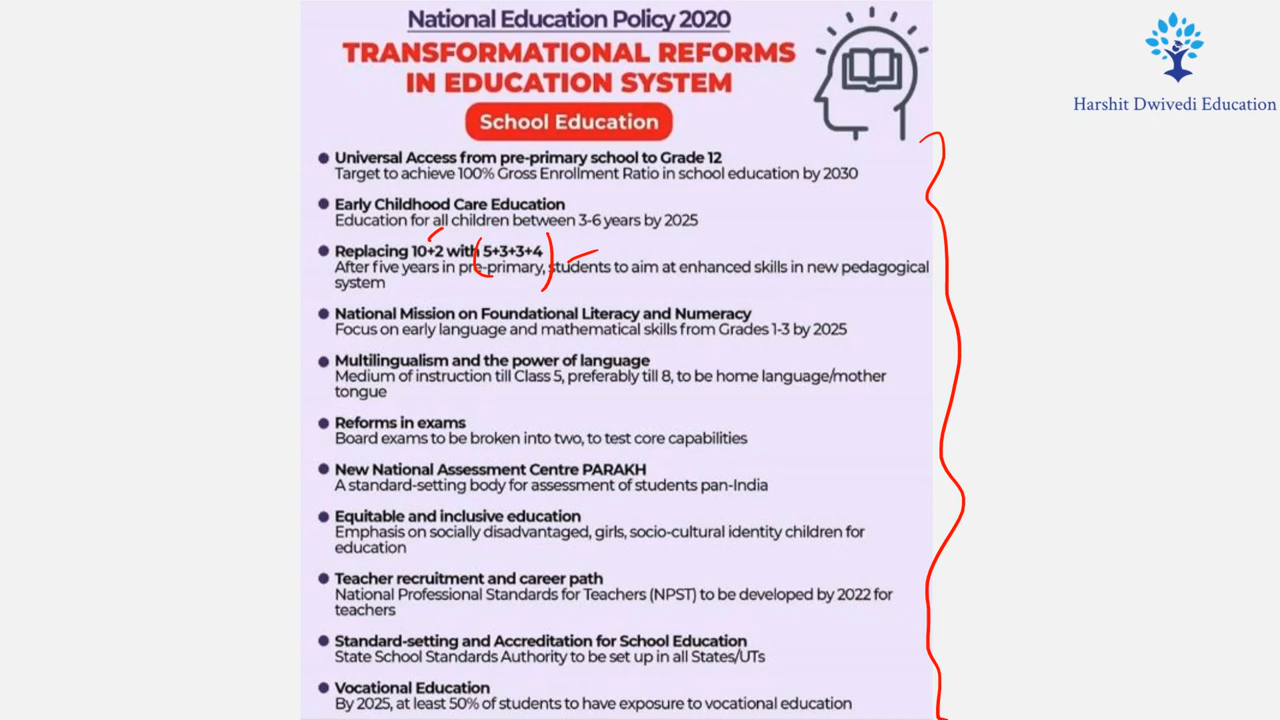 National Education Policy 2020
TRANSFORMATIONAL REFORMS
IN EDUCATION SYSTEM
School Education
Harshit Dwivedi Education
Universal Access from pre-primary school to Grade 12
Target to achieve 100% Gross Enrollment Ratio in school education by 2030
Early Childhood Care Education
Education for all children between 3-6 years by 2025
Replacing 10+2 with 5+3+3+4
After five years in pre-primary, students to aim at enhanced skills in new pedagogical
system
National Mission on Foundational Literacy and Numeracy
Focus on early language and mathematical skills from Grades 1-3 by 2025
Multilingualism and the power of language
Medium of instruction till Class 5, preferably till 8, to be home language/mother
tongue
Reforms in exams
Board exams to be broken into two, to test core capabilities
New National Assessment Centre PARAKH
A standard-setting body for assessment of students pan-India
Equitable and inclusive education
Emphasis on socially disadvantaged, girls, socio-cultural identity children for
education
Teacher recruitment and career path
National Professional Standards for Teachers (NPST) to be developed by 2022 for
teachers
Standard-setting and Accreditation for School Education
State School Standards Authority to be set up in all States/UTs
Vocational Education
By 2025, at least 50% of students to have exposure to vocational education